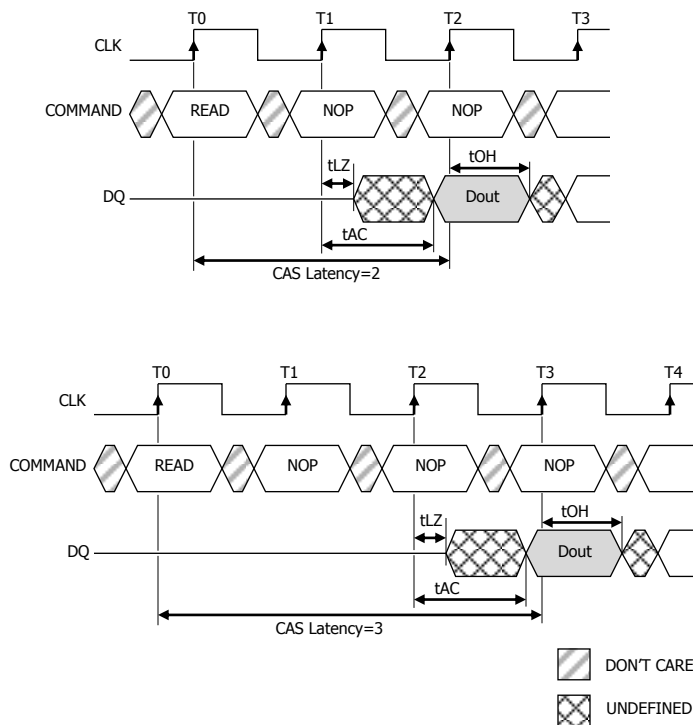 T0 T1 T2 T3
CLK
COMMAND READ NOP NOP
tLZ tOH
DQ Dout
tAC
CAS Latency=2
T0 T1 T2 T3 T4
CLK
COMMAND READ NOP NOP NOP
tLZ tOH
DQ Dout
tAC
CAS Latency=3
DON'T CARE
UNDEFINED